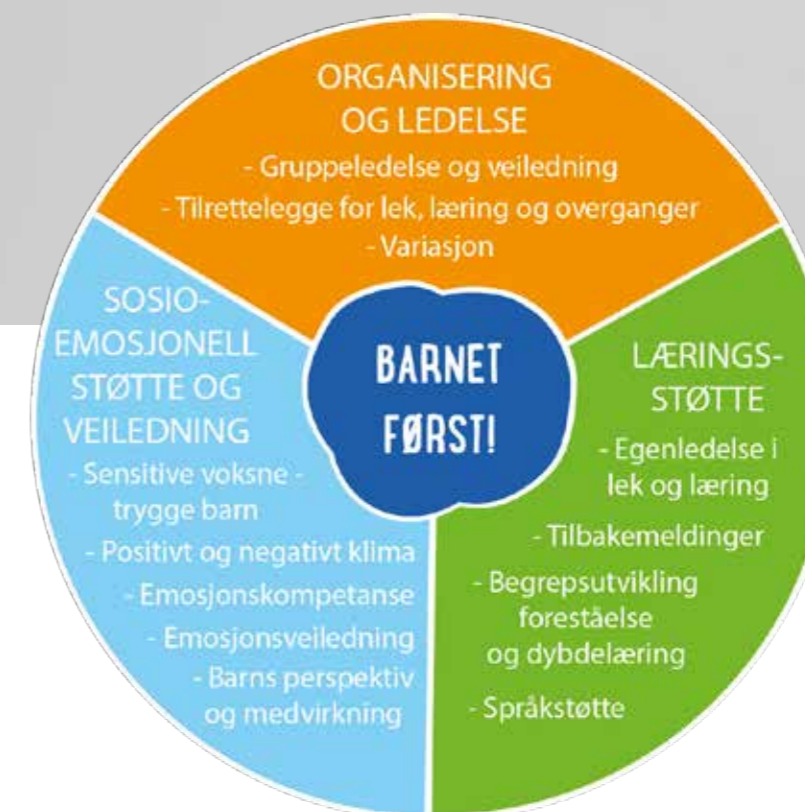 ORGANISERING
OG LEDELSE
- Gruppeledelse og veiledning
- Tilrettelegge for lek, læring og overganger
- Variasjon
SOSIO-
EMOSJONELL
STØTTE OG
VEILEDNING
- Sensitive voksne -
trygge barn
- Positivt og negativt klima
- Emosjonskompetanse
- Emosjonsveiledning
- Barns perspektiv
og medvirkning
BARNET
FØRST!
LÆRINGS-
STØTTE
- Egenledelse i
lek og læring
- Tilbakemeldinger
- Begrepsutvikling
foreståelse
og dybdelæring
- Språkstøtte